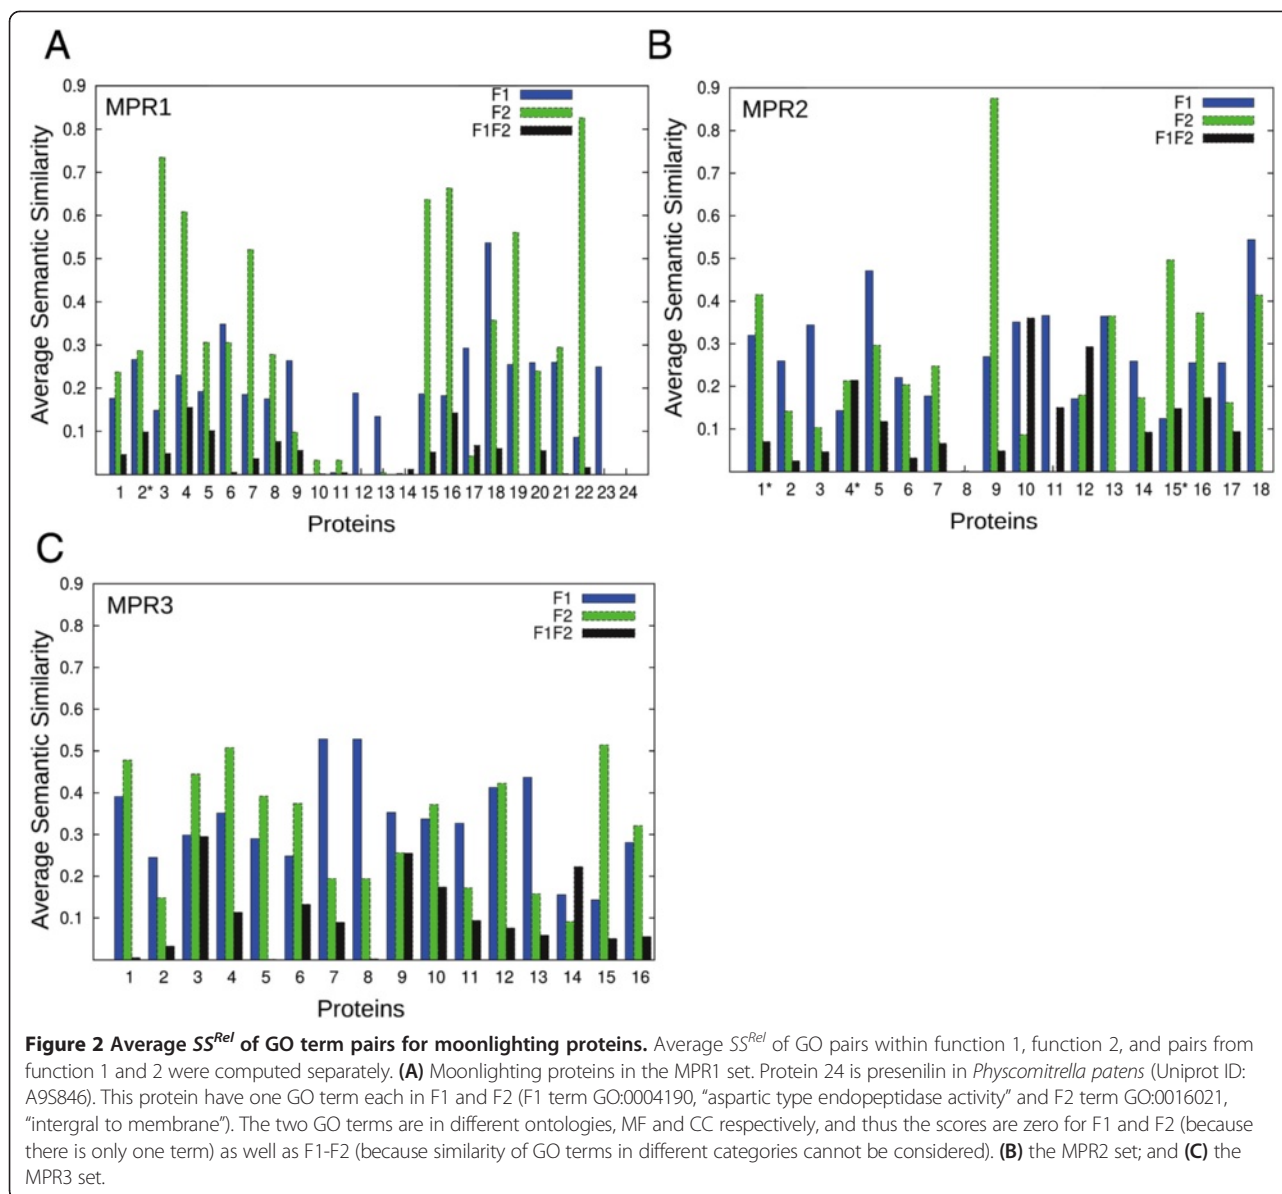 A
MPR1
F1
F2
F1F2
Average Semantic Similarity
0.9
0.8
0.7
0.6
0.5
0.4
0.3
0.2
0.1
1 2* 3 4 5 6 7 8 9 10 11 12 13 14 15 16 17 18 19 20 21 22 23 24
Proteins
B
MPR2
F1
F2
F1F2
Average Semantic Similarity
0.9
0.8
0.7
0.6
0.5
0.4
0.3
0.2
0.1
1* 2 3 4* 5 6 7 8 9 10 11 12 13 14 15* 16 17 18
Proteins
C
MPR3
F1
F2
F1F2
Average Semantic Similarity
0.9
0.8
0.7
0.6
0.5
0.4
0.3
0.2
0.1
1 2 3 4 5 6 7 8 9 10 11 12 13 14 15 16
Proteins
Figure 2 Average SS^Rel of GO term pairs for moonlighting proteins. Average SS^Rel of GO pairs within function 1, function 2, and pairs from
function 1 and 2 were computed separately. (A) Moonlighting proteins in the MPR1 set. Protein 24 is presenilin in Physcomitrella patens (Uniprot ID:
A9S846). This protein have one GO term each in F1 and F2 (F1 term GO:0004190, “aspartic type endopeptidase activity” and F2 term GO:0016021,
“intergral to membrane”). The two GO terms are in different ontologies, MF and CC respectively, and thus the scores are zero for F1 and F2 (because
there is only one term) as well as F1-F2 (because similarity of GO terms in different categories cannot be considered). (B) the MPR2 set; and (C) the
MPR3 set.